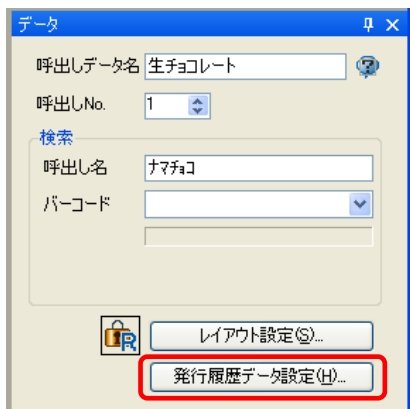 データ
呼出しデータ名 生チョコレート
呼出しNo. 1
検索
呼出し名 ナマチョコ
バーコード
レイアウト設定(S)...
発行履歴データ設定(H)...